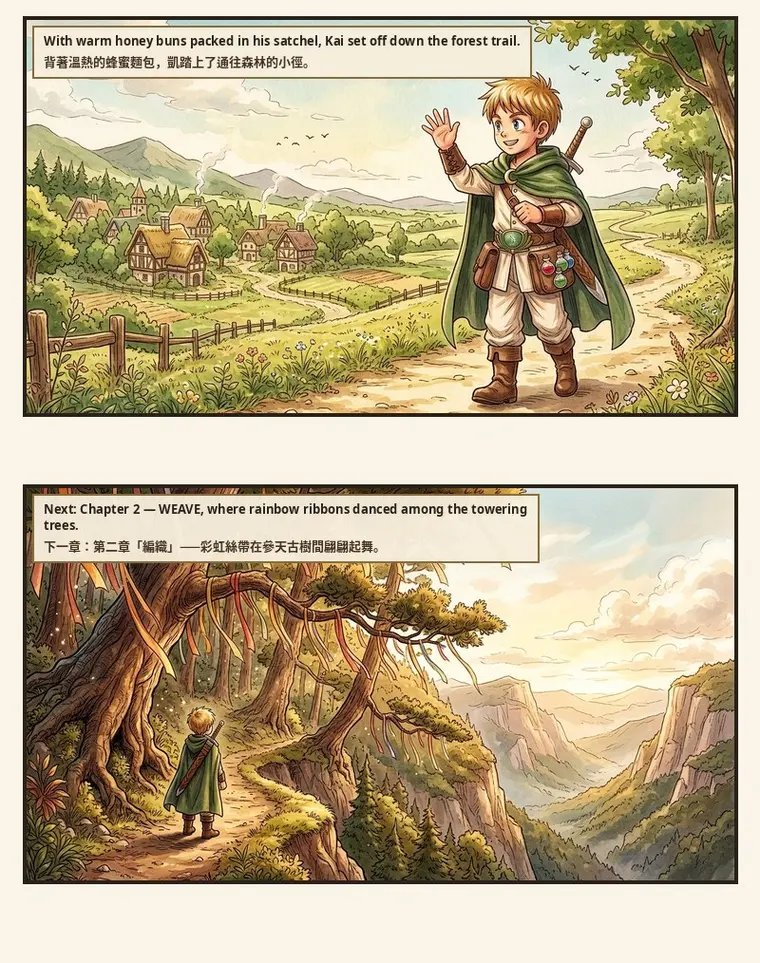 With warm honey buns packed in his satchel, Kai set off down the forest trail.
背著溫熱的蜂蜜麵包，凱踏上了通往森林的小徑。
Next: Chapter 2 — WEAVE, where rainbow ribbons danced among the towering
trees.
下一章：第二章「編織」——彩虹絲帶在參天古樹間翩翩起舞。